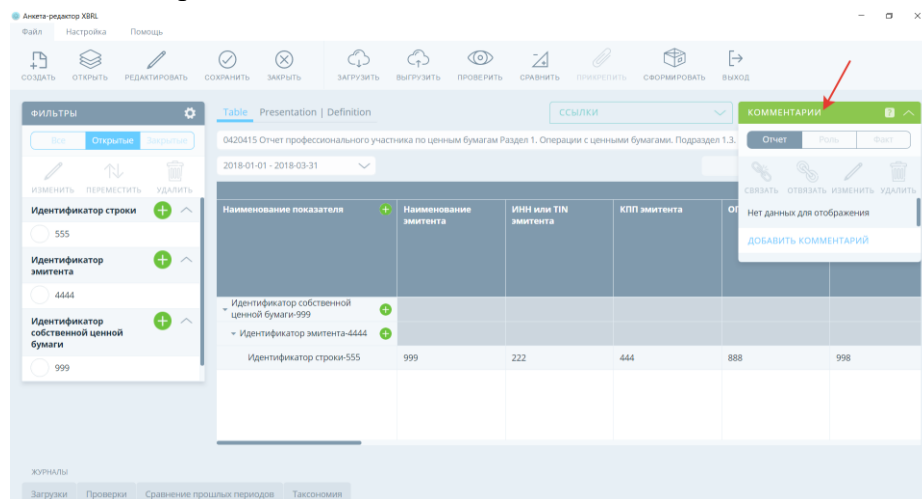 Анкета-редактор XBRL
Файл Настройка Помощь
СОЗДАТЬ ОТКРЫТЬ РЕДАКТИРОВАТЬ СОХРАНИТЬ ЗАКРЫТЬ ЗАГРУЗИТЬ ВЫГРУЗИТЬ ПРОВЕРИТЬ СРАВНИТЬ ПРИКРЕПИТЬ СФОРМИРОВАТЬ ВЫХОД
ФИЛЬТРЫ
Все Открытые Закрытые
ИЗМЕНИТЬ ПЕРЕМЕСТИТЬ УДАЛИТЬ
Идентификатор строки
555
Идентификатор
эмитента
4444
Идентификатор
собственной ценной
бумаги
999
Table Presentation | Definition
ССЫЛКИ
0420415 Отчет профессионального участника по ценным бумагам Раздел 1. Операции с ценными бумагами. Подраздел 1.3.
2018-01-01 - 2018-03-31
Наименование показателя
Наименование
эмитента
ИНН или TIN
эмитента
КПП эмитента
Идентификатор собственной
ценной бумаги-999
Идентификатор эмитента-4444
Идентификатор строки-555 999 222 444 888 998
КОММЕНТАРИИ
Отчет Роль Факт
СВЯЗАТЬ ОТВЯЗАТЬ ИЗМЕНИТЬ УДАЛИТЬ
Нет данных для отображения
ДОБАВИТЬ КОММЕНТАРИЙ
ЖУРНАЛЫ
Загрузки Проверки Сравнение прошлых периодов Таксономия